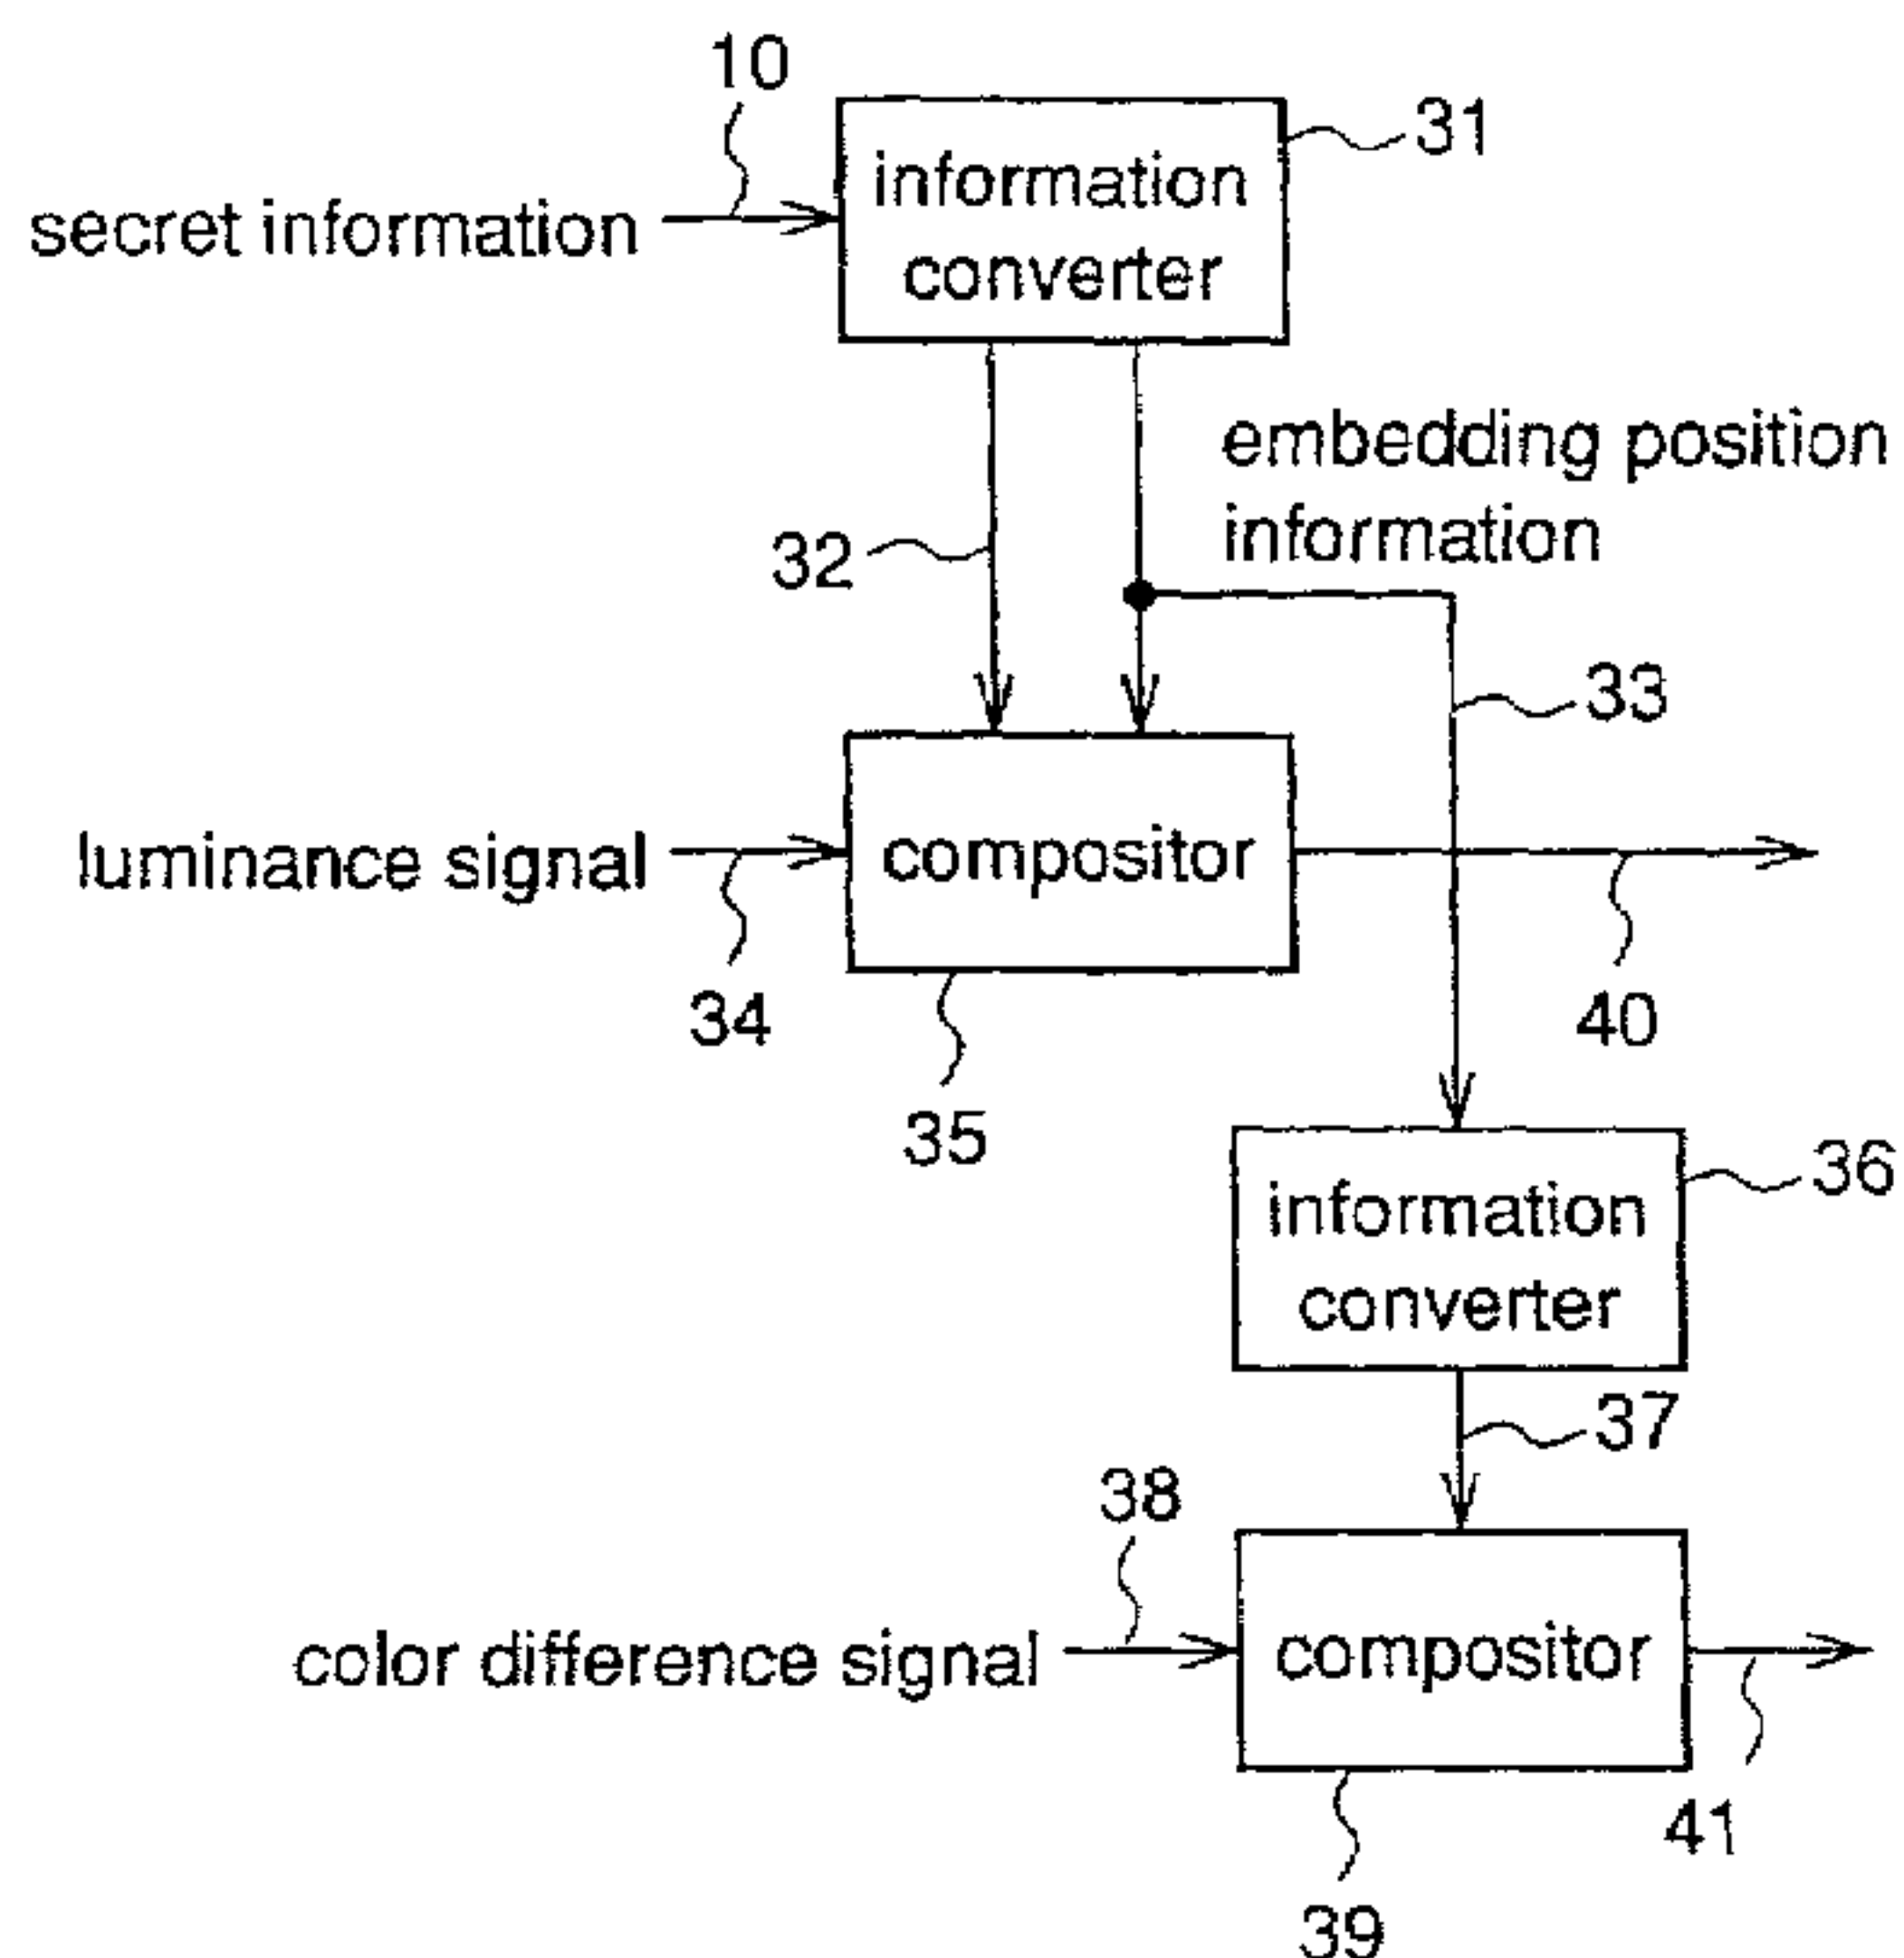 10
31
information
converter
secret information
embedding position
information
32
33
luminance signal
compositor
34
40
35
36
information
converter
37
38
color difference signal
compositor
41
39